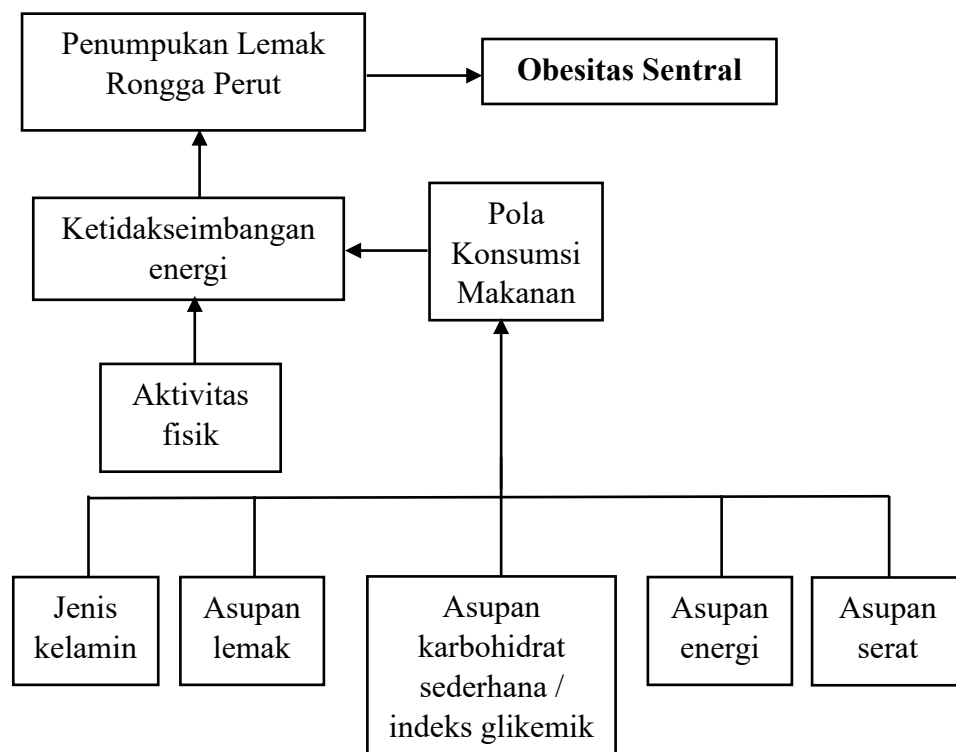 Penumpukan Lemak
Rongga Perut
Obesitas Sentral
Ketidakseimbangan
energi
Pola
Konsumsi
Makanan
Aktivitas
fisik
Jenis
kelamin
Asupan
lemak
Asupan
karbohidrat
sederhana /
indeks glikemik
Asupan
energi
Asupan
serat